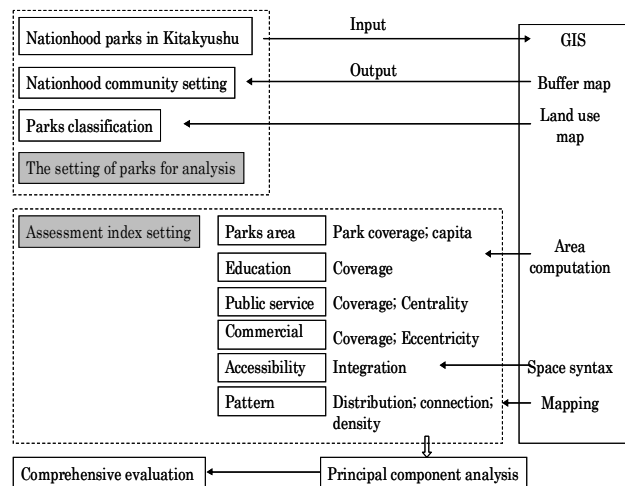 Nationhood parks in Kitakyushu
Input
GIS
Nationhood community setting
Output
Buffer map
Parks classification
Land use
map
The setting of parks for analysis
Assessment index setting
Parks area
Park coverage; capita
Area
computation
Education
Coverage
Public service
Coverage; Centrality
Commercial
Coverage; Eccentricity
Accessibility
Integration
Space syntax
Pattern
Distribution; connection;
density
Mapping
Comprehensive evaluation
Principal component analysis